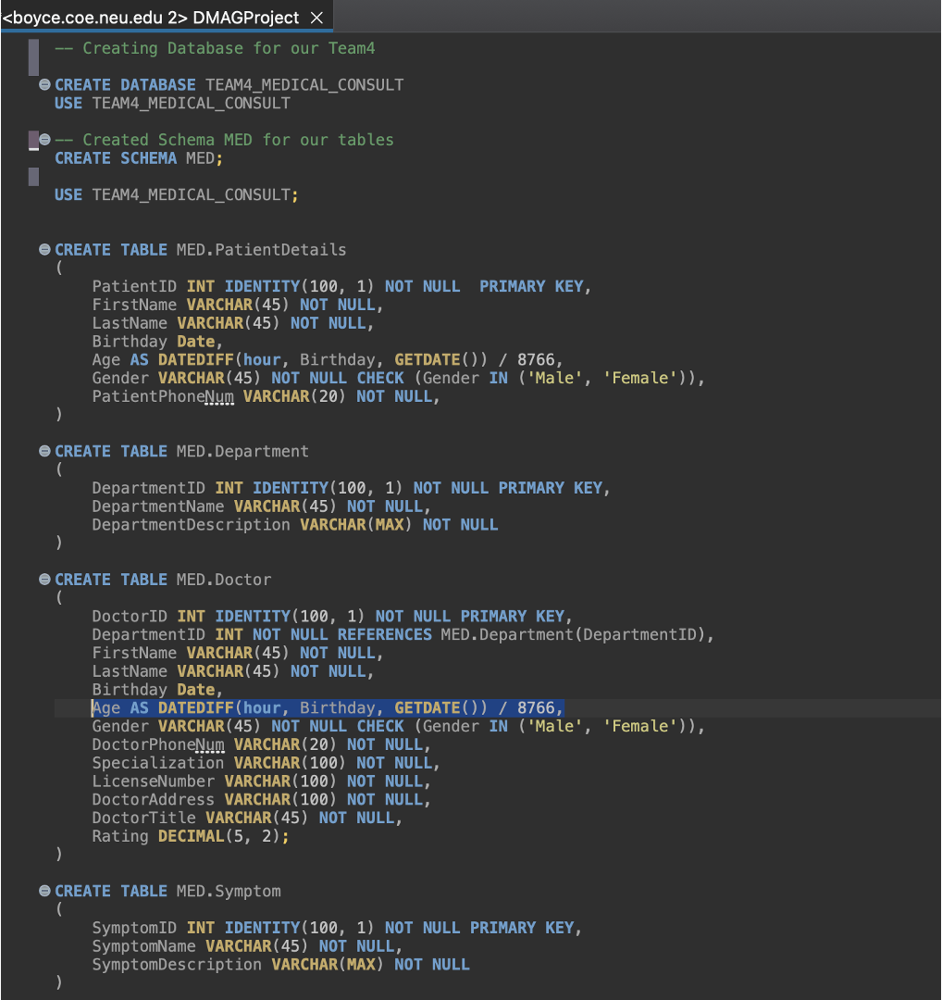 <boyce.coe.neu.edu 2> DMAGProject ×
-- Creating Database for our Team4
CREATE DATABASE TEAM4_MEDICAL_CONSULT
USE TEAM4_MEDICAL_CONSULT
-- Created Schema MED for our tables
CREATE SCHEMA MED;
USE TEAM4_MEDICAL_CONSULT;
CREATE TABLE MED.PatientDetails
(
PatientID INT IDENTITY(100, 1) NOT NULL  PRIMARY KEY,
FirstName VARCHAR(45) NOT NULL,
LastName VARCHAR(45) NOT NULL,
Birthday Date,
Age AS DATEDIFF(hour, Birthday, GETDATE()) / 8766,
Gender VARCHAR(45) NOT NULL CHECK (Gender IN ('Male', 'Female')),
PatientPhoneNum VARCHAR(20) NOT NULL,
)
CREATE TABLE MED.Department
(
DepartmentID INT IDENTITY(100, 1) NOT NULL PRIMARY KEY,
DepartmentName VARCHAR(45) NOT NULL,
DepartmentDescription VARCHAR(MAX) NOT NULL
)
CREATE TABLE MED.Doctor
(
DoctorID INT IDENTITY(100, 1) NOT NULL PRIMARY KEY,
DepartmentID INT NOT NULL REFERENCES MED.Department(DepartmentID),
FirstName VARCHAR(45) NOT NULL,
LastName VARCHAR(45) NOT NULL,
Birthday Date,
Age AS DATEDIFF(hour, Birthday, GETDATE()) / 8766,
Gender VARCHAR(45) NOT NULL CHECK (Gender IN ('Male', 'Female')),
DoctorPhoneNum VARCHAR(20) NOT NULL,
Specialization VARCHAR(100) NOT NULL,
LicenseNumber VARCHAR(100) NOT NULL,
DoctorAddress VARCHAR(100) NOT NULL,
DoctorTitle VARCHAR(45) NOT NULL,
Rating DECIMAL(5, 2);
)
CREATE TABLE MED.Symptom
(
SymptomID INT IDENTITY(100, 1) NOT NULL PRIMARY KEY,
SymptomName VARCHAR(45) NOT NULL,
SymptomDescription VARCHAR(MAX) NOT NULL
)